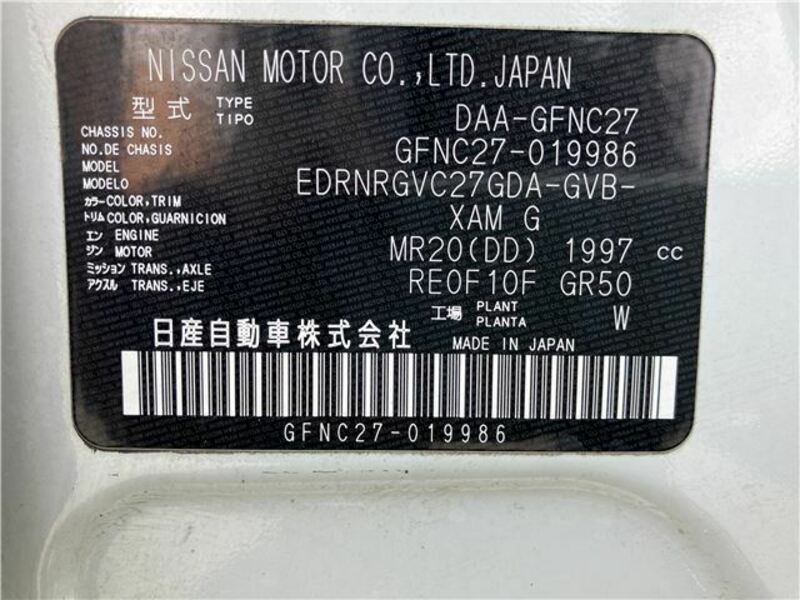 NISSAN MOTOR CO.,LTD.JAPAN
型式 TYPE TIPO DAA-GFNC27
CHASSIS NO. NO.DE CHASIS GFNC27-019986
MODEL MODELO EDRNRGVC27GDA-GVB-
カラー COLOR,TRIM トリム COLOR,GUARNICION XAM G
エンジン ENGINE MOTOR MR20(DD) 1997 cc
ミッション TRANS.,AXLE アクスル TRANS.,EJE RE0F10F GR50
工場 PLANT PLANTA W
日産自動車株式会社 MADE IN JAPAN
GFNC27-019986